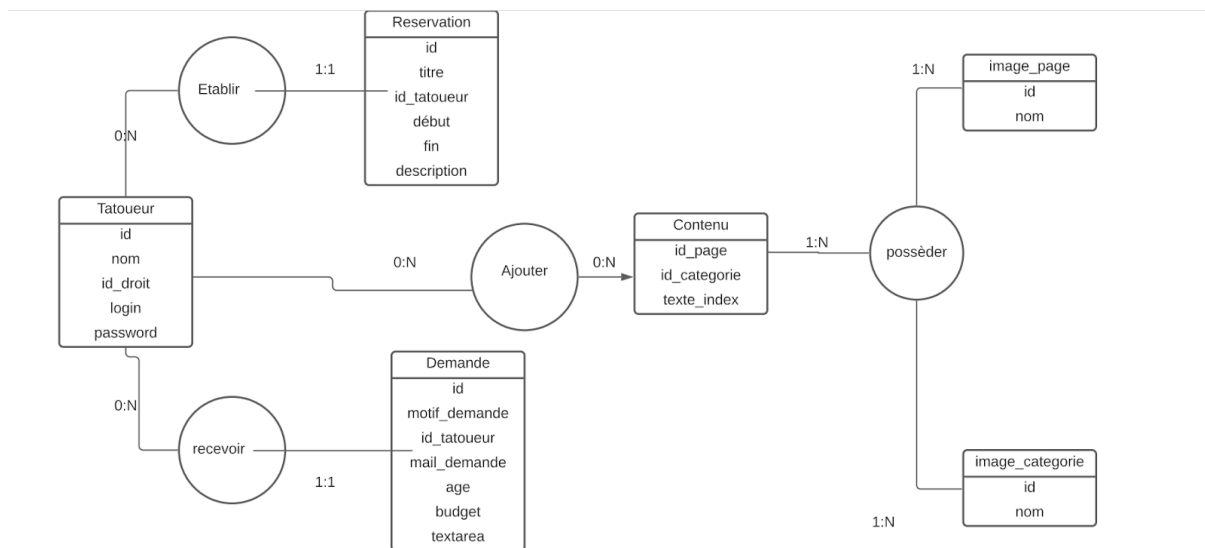 Reservation
id
titre
id_tatoueur
début
fin
description
Etablir
1:1
0:N
Tatoueur
id
nom
id_droit
login
password
0:N
Ajouter
0:N
Contenu
id_page
id_categorie
texte_index
1:N
possèder
1:N
image_page
id
nom
0:N
recevoir
1:1
Demande
id
motif_demande
id_tatoueur
mail_demande
age
budget
textarea
image_categorie
id
nom
1:N